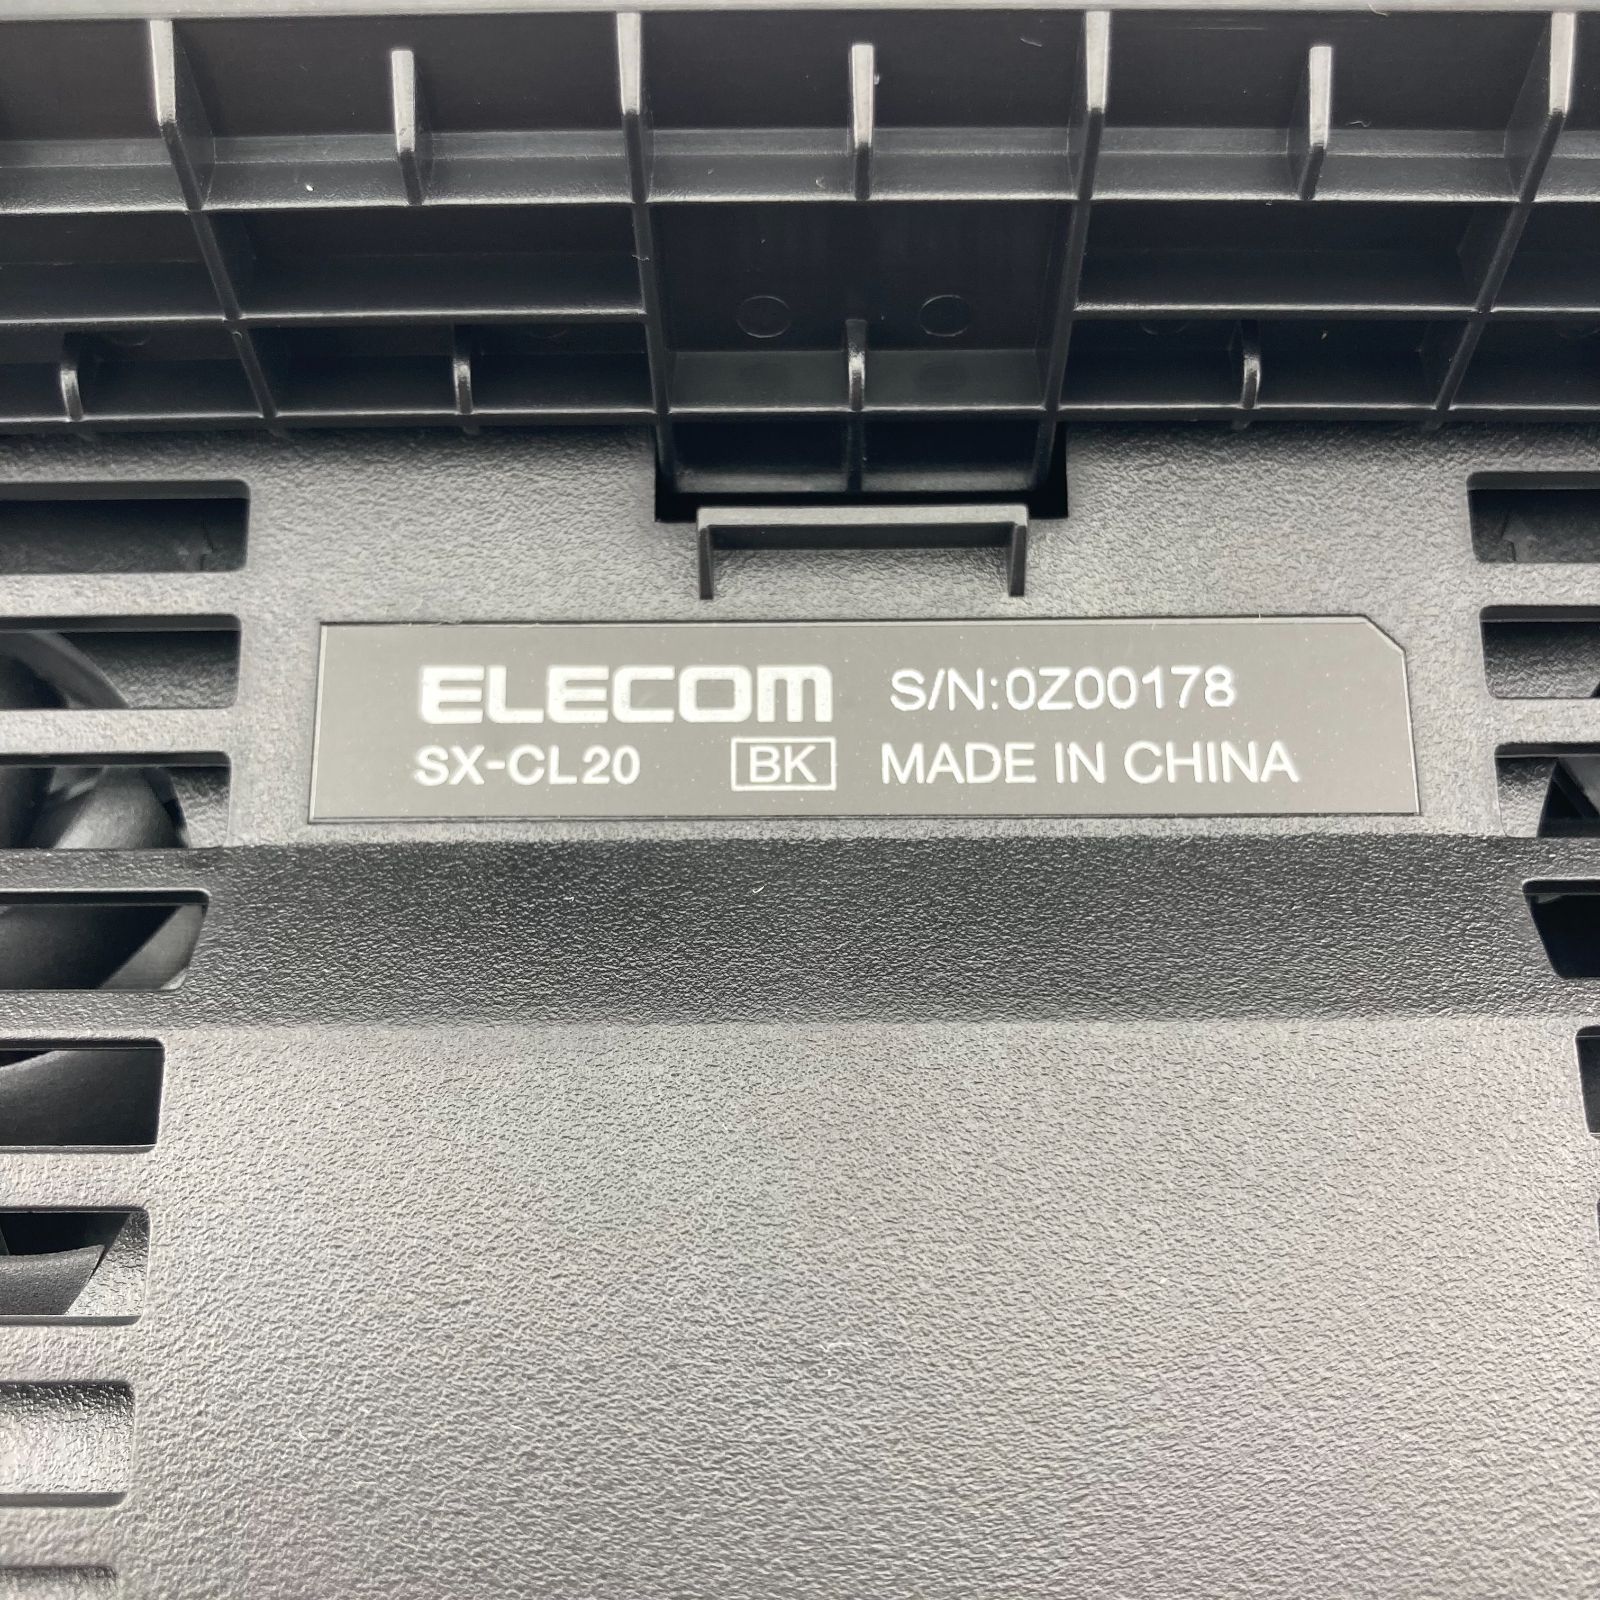 ELECOM S/N:0Z00178
SX-CL20 BK MADE IN CHINA